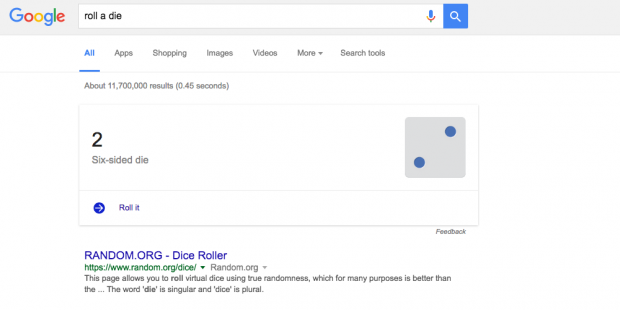 Google roll a die
All Apps Shopping Images Videos More Search tools
About 11,700,000 results (0.45 seconds)
2
Six-sided die
Roll it
Feedback
RANDOM.ORG - Dice Roller
https://www.random.org/dice/ Random.org
This page allows you to roll virtual dice using true randomness, which for many purposes is better than
the ... The word 'die' is singular and 'dice' is plural.